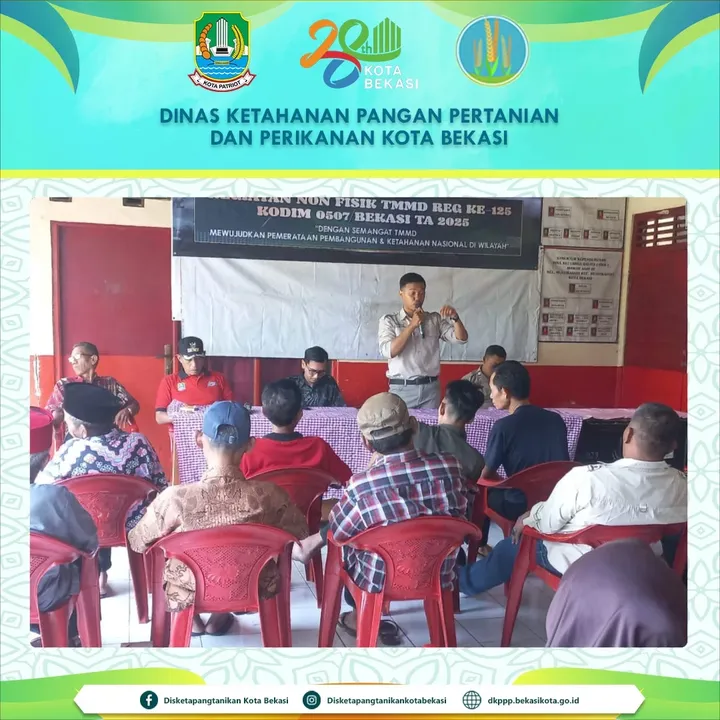 KOTA PATRIOT
28th
KOTA
BEKASI
DINAS KETAHANAN PANGAN PERTANIAN
DAN PERIKANAN KOTA BEKASI
KEGIATAN NON FISIK TMMD REG KE-125
KODIM 0507 BEKASI TA 2025
"DENGAN SEMANGAT TMMD
MEWUJUDKAN PEMERATAAN PEMBANGUNAN & KETAHANAN NASIONAL DI WILAYAH"
Disketapangtanikan Kota Bekasi
Disketapangtanikankotabekasi
dkppp.bekasikota.go.id